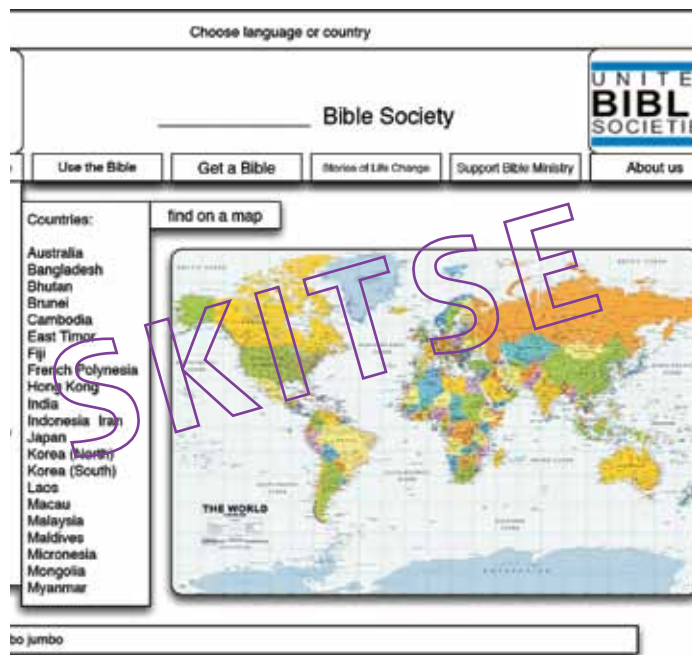 Choose language or country
Bible Society
UNITE
BIBL
SOCIETIE
Use the Bible
Get a Bible
Stories of Life Change
Support Bible Ministry
About us
Countries:
find on a map
Australia
Bangladesh
Bhutan
Brunei
Cambodia
East Timor
Fiji
French Polynesia
Hong Kong
India
Indonesia Iran
Japan
Korea (North)
Korea (South)
Laos
Macau
Malaysia
Maldives
Micronesia
Mongolia
Myanmar
SKITSE
THE WORLD
bo jumbo